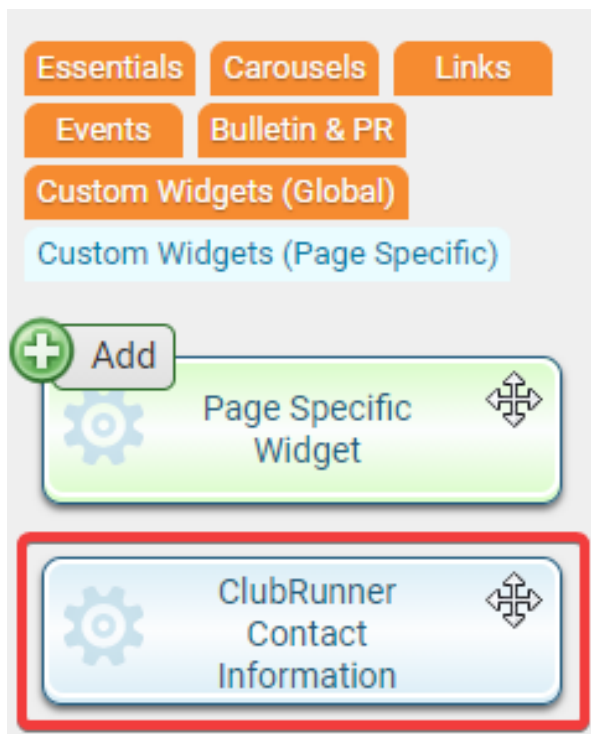 Essentials Carousels Links
Events Bulletin & PR
Custom Widgets (Global)
Custom Widgets (Page Specific)
Add
Page Specific
Widget
ClubRunner
Contact
Information